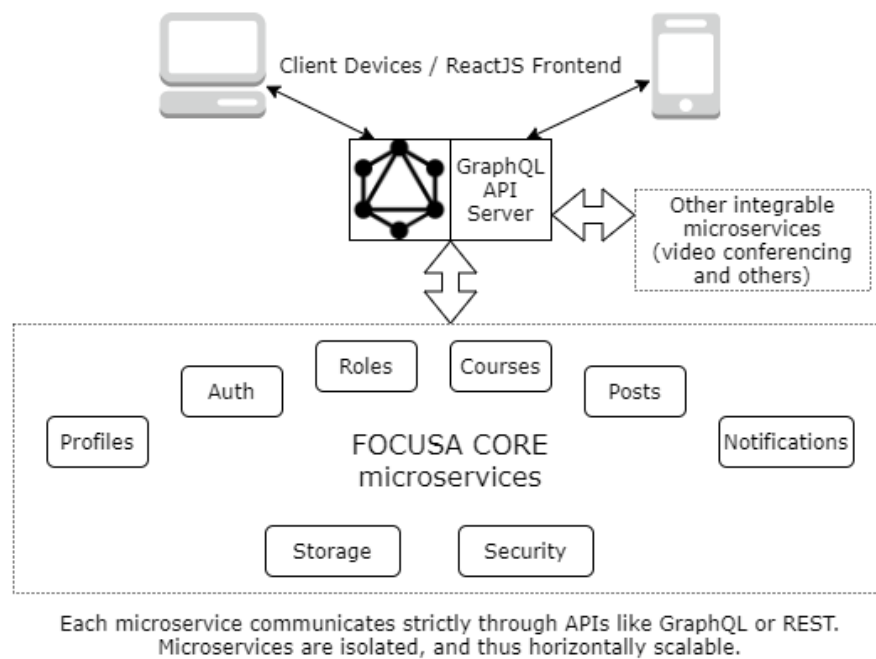 Client Devices / ReactJS Frontend
GraphQL
API
Server
Other integrable
microservices
(video conferencing
and others)
Roles
Courses
Auth
Posts
Profiles
Notifications
FOCUSA CORE
microservices
Storage
Security
Each microservice communicates strictly through APIs like GraphQL or REST.
Microservices are isolated, and thus horizontally scalable.